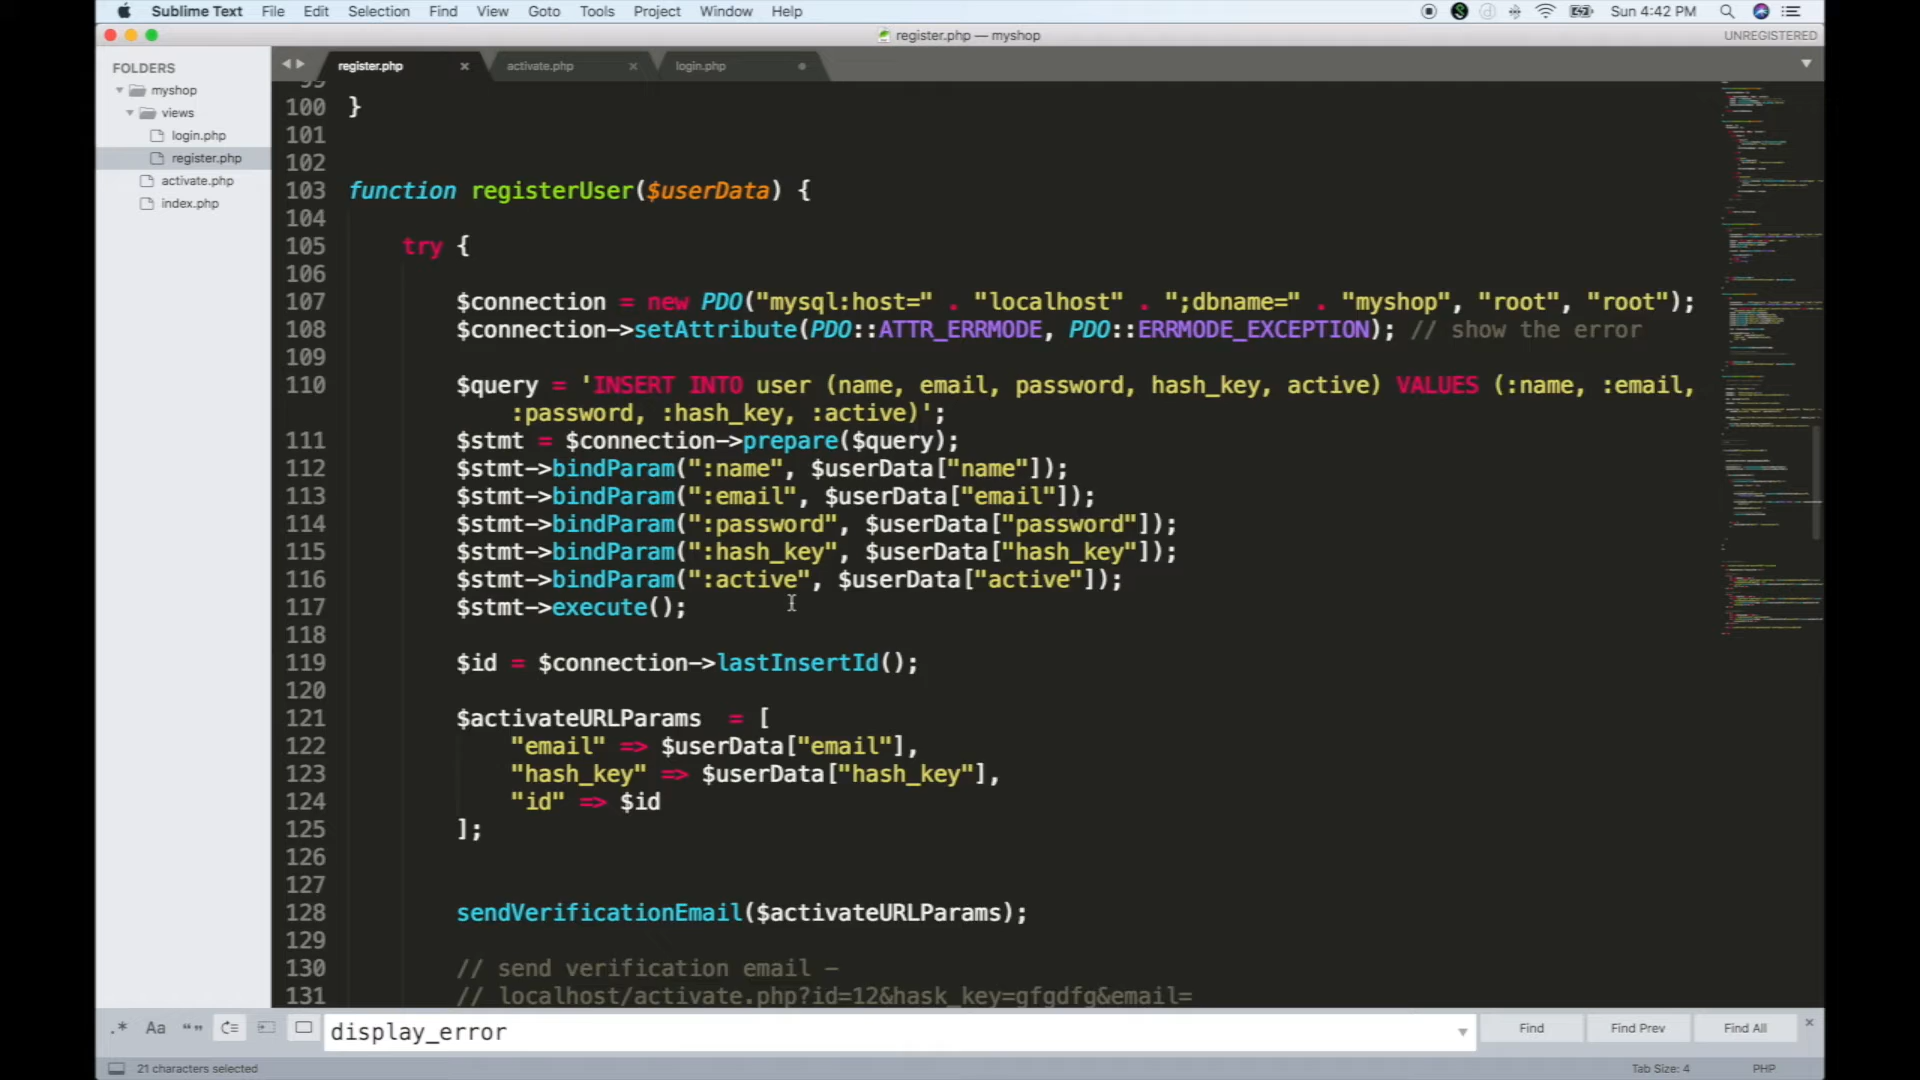 Sublime Text File Edit Selection Find View Goto Tools Project Window Help Sun 4:42 PM
register.php — myshop UNREGISTERED
FOLDERS
myshop
views
login.php
register.php
activate.php
index.php
register.php activate.php login.php
99
100 }
101
102
103 function registerUser($userData) {
104
105 try {
106
107 $connection = new PDO("mysql:host=" . "localhost" . ";dbname=" . "myshop", "root", "root");
108 $connection->setAttribute(PDO::ATTR_ERRMODE, PDO::ERRMODE_EXCEPTION); // show the error
109
110 $query = 'INSERT INTO user (name, email, password, hash_key, active) VALUES (:name, :email,
:password, :hash_key, :active)';
111 $stmt = $connection->prepare($query);
112 $stmt->bindParam(":name", $userData["name"]);
113 $stmt->bindParam(":email", $userData["email"]);
114 $stmt->bindParam(":password", $userData["password"]);
115 $stmt->bindParam(":hash_key", $userData["hash_key"]);
116 $stmt->bindParam(":active", $userData["active"]);
117 $stmt->execute();
118
119 $id = $connection->lastInsertId();
120
121 $activateURLParams  = [
122 "email" => $userData["email"],
123 "hash_key" => $userData["hash_key"],
124 "id" => $id
125 ];
126
127
128 sendVerificationEmail($activateURLParams);
129
130 // send verification email –
131 // localhost/activate.php?id=12&hask_key=gfgdfg&email=
.* Aa “” display_error Find Find Prev Find All
21 characters selected Tab Size: 4 PHP